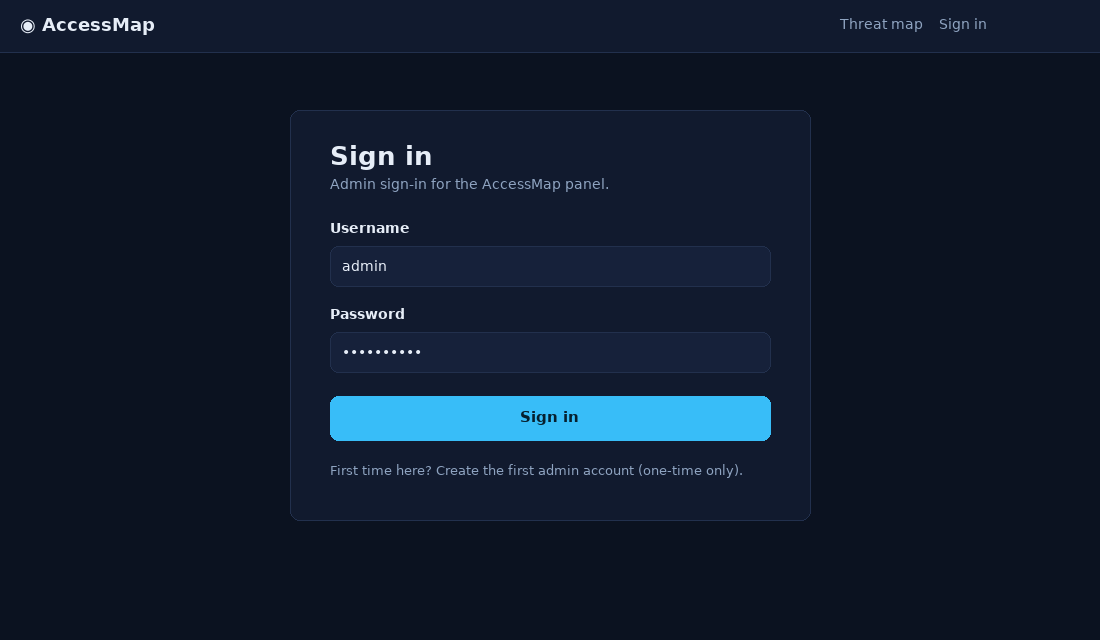 ◉ AccessMap
Threat map Sign in
Sign in
Admin sign-in for the AccessMap panel.
Username
admin
Password
••••••••••
Sign in
First time here? Create the first admin account (one-time only).